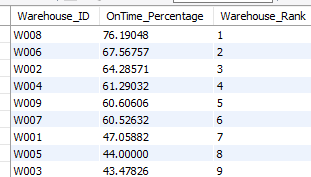 Warehouse_ID OnTime_Percentage Warehouse_Rank
W008 76.19048 1
W006 67.56757 2
W002 64.28571 3
W004 61.29032 4
W009 60.60606 5
W007 60.52632 6
W001 47.05882 7
W005 44.00000 8
W003 43.47826 9